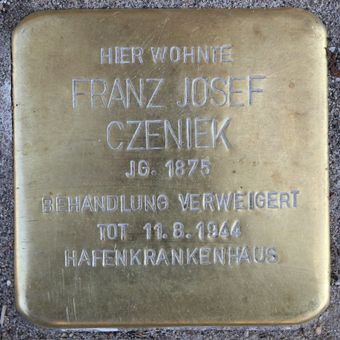 HIER WOHNTE
FRANZ JOSEF
CZENIEK
JG. 1875
BEHANDLUNG VERWEIGERT
TOT 11.8.1944
HAFENKRANKENHAUS